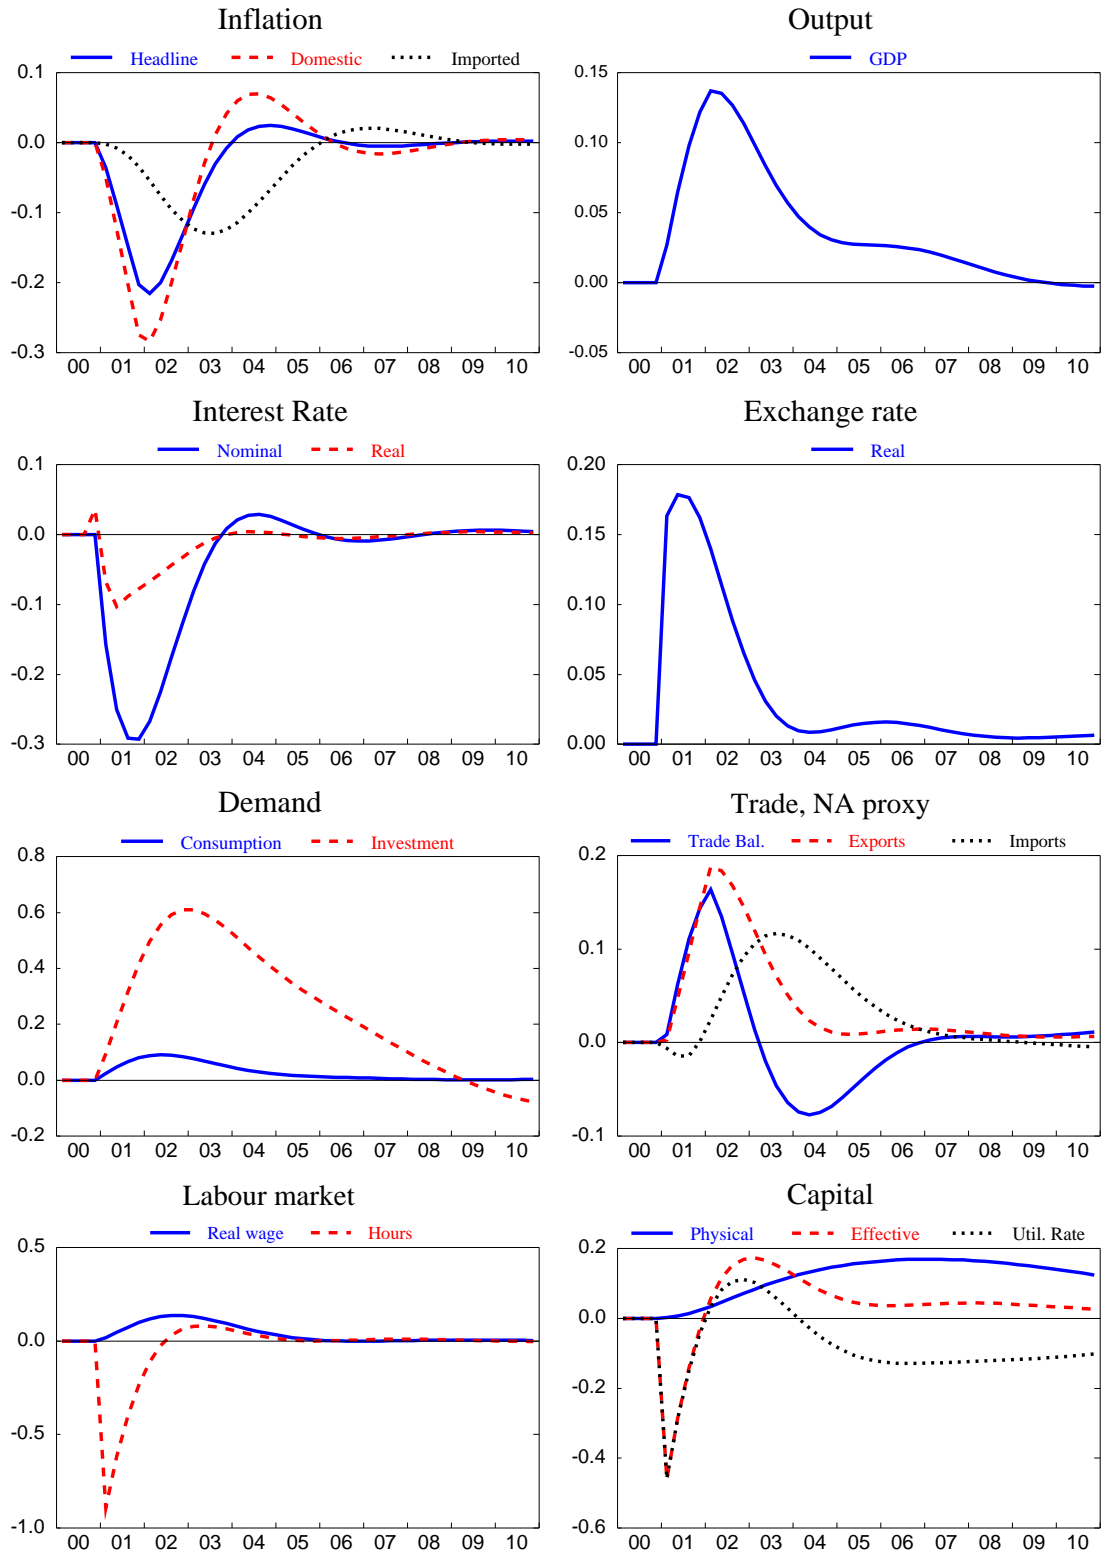 Inflation
Headline Domestic Imported
0.1
0.0
-0.1
-0.2
-0.3
00 01 02 03 04 05 06 07 08 09 10
Output
GDP
0.15
0.10
0.05
0.00
-0.05
00 01 02 03 04 05 06 07 08 09 10
Interest Rate
Nominal Real
0.1
0.0
-0.1
-0.2
-0.3
00 01 02 03 04 05 06 07 08 09 10
Exchange rate
Real
0.20
0.15
0.10
0.05
0.00
00 01 02 03 04 05 06 07 08 09 10
Demand
Consumption Investment
0.8
0.6
0.4
0.2
0.0
-0.2
00 01 02 03 04 05 06 07 08 09 10
Trade, NA proxy
Trade Bal. Exports Imports
0.2
0.1
0.0
-0.1
00 01 02 03 04 05 06 07 08 09 10
Labour market
Real wage Hours
0.5
0.0
-0.5
-1.0
00 01 02 03 04 05 06 07 08 09 10
Capital
Physical Effective Util. Rate
0.2
0.0
-0.2
-0.4
-0.6
00 01 02 03 04 05 06 07 08 09 10